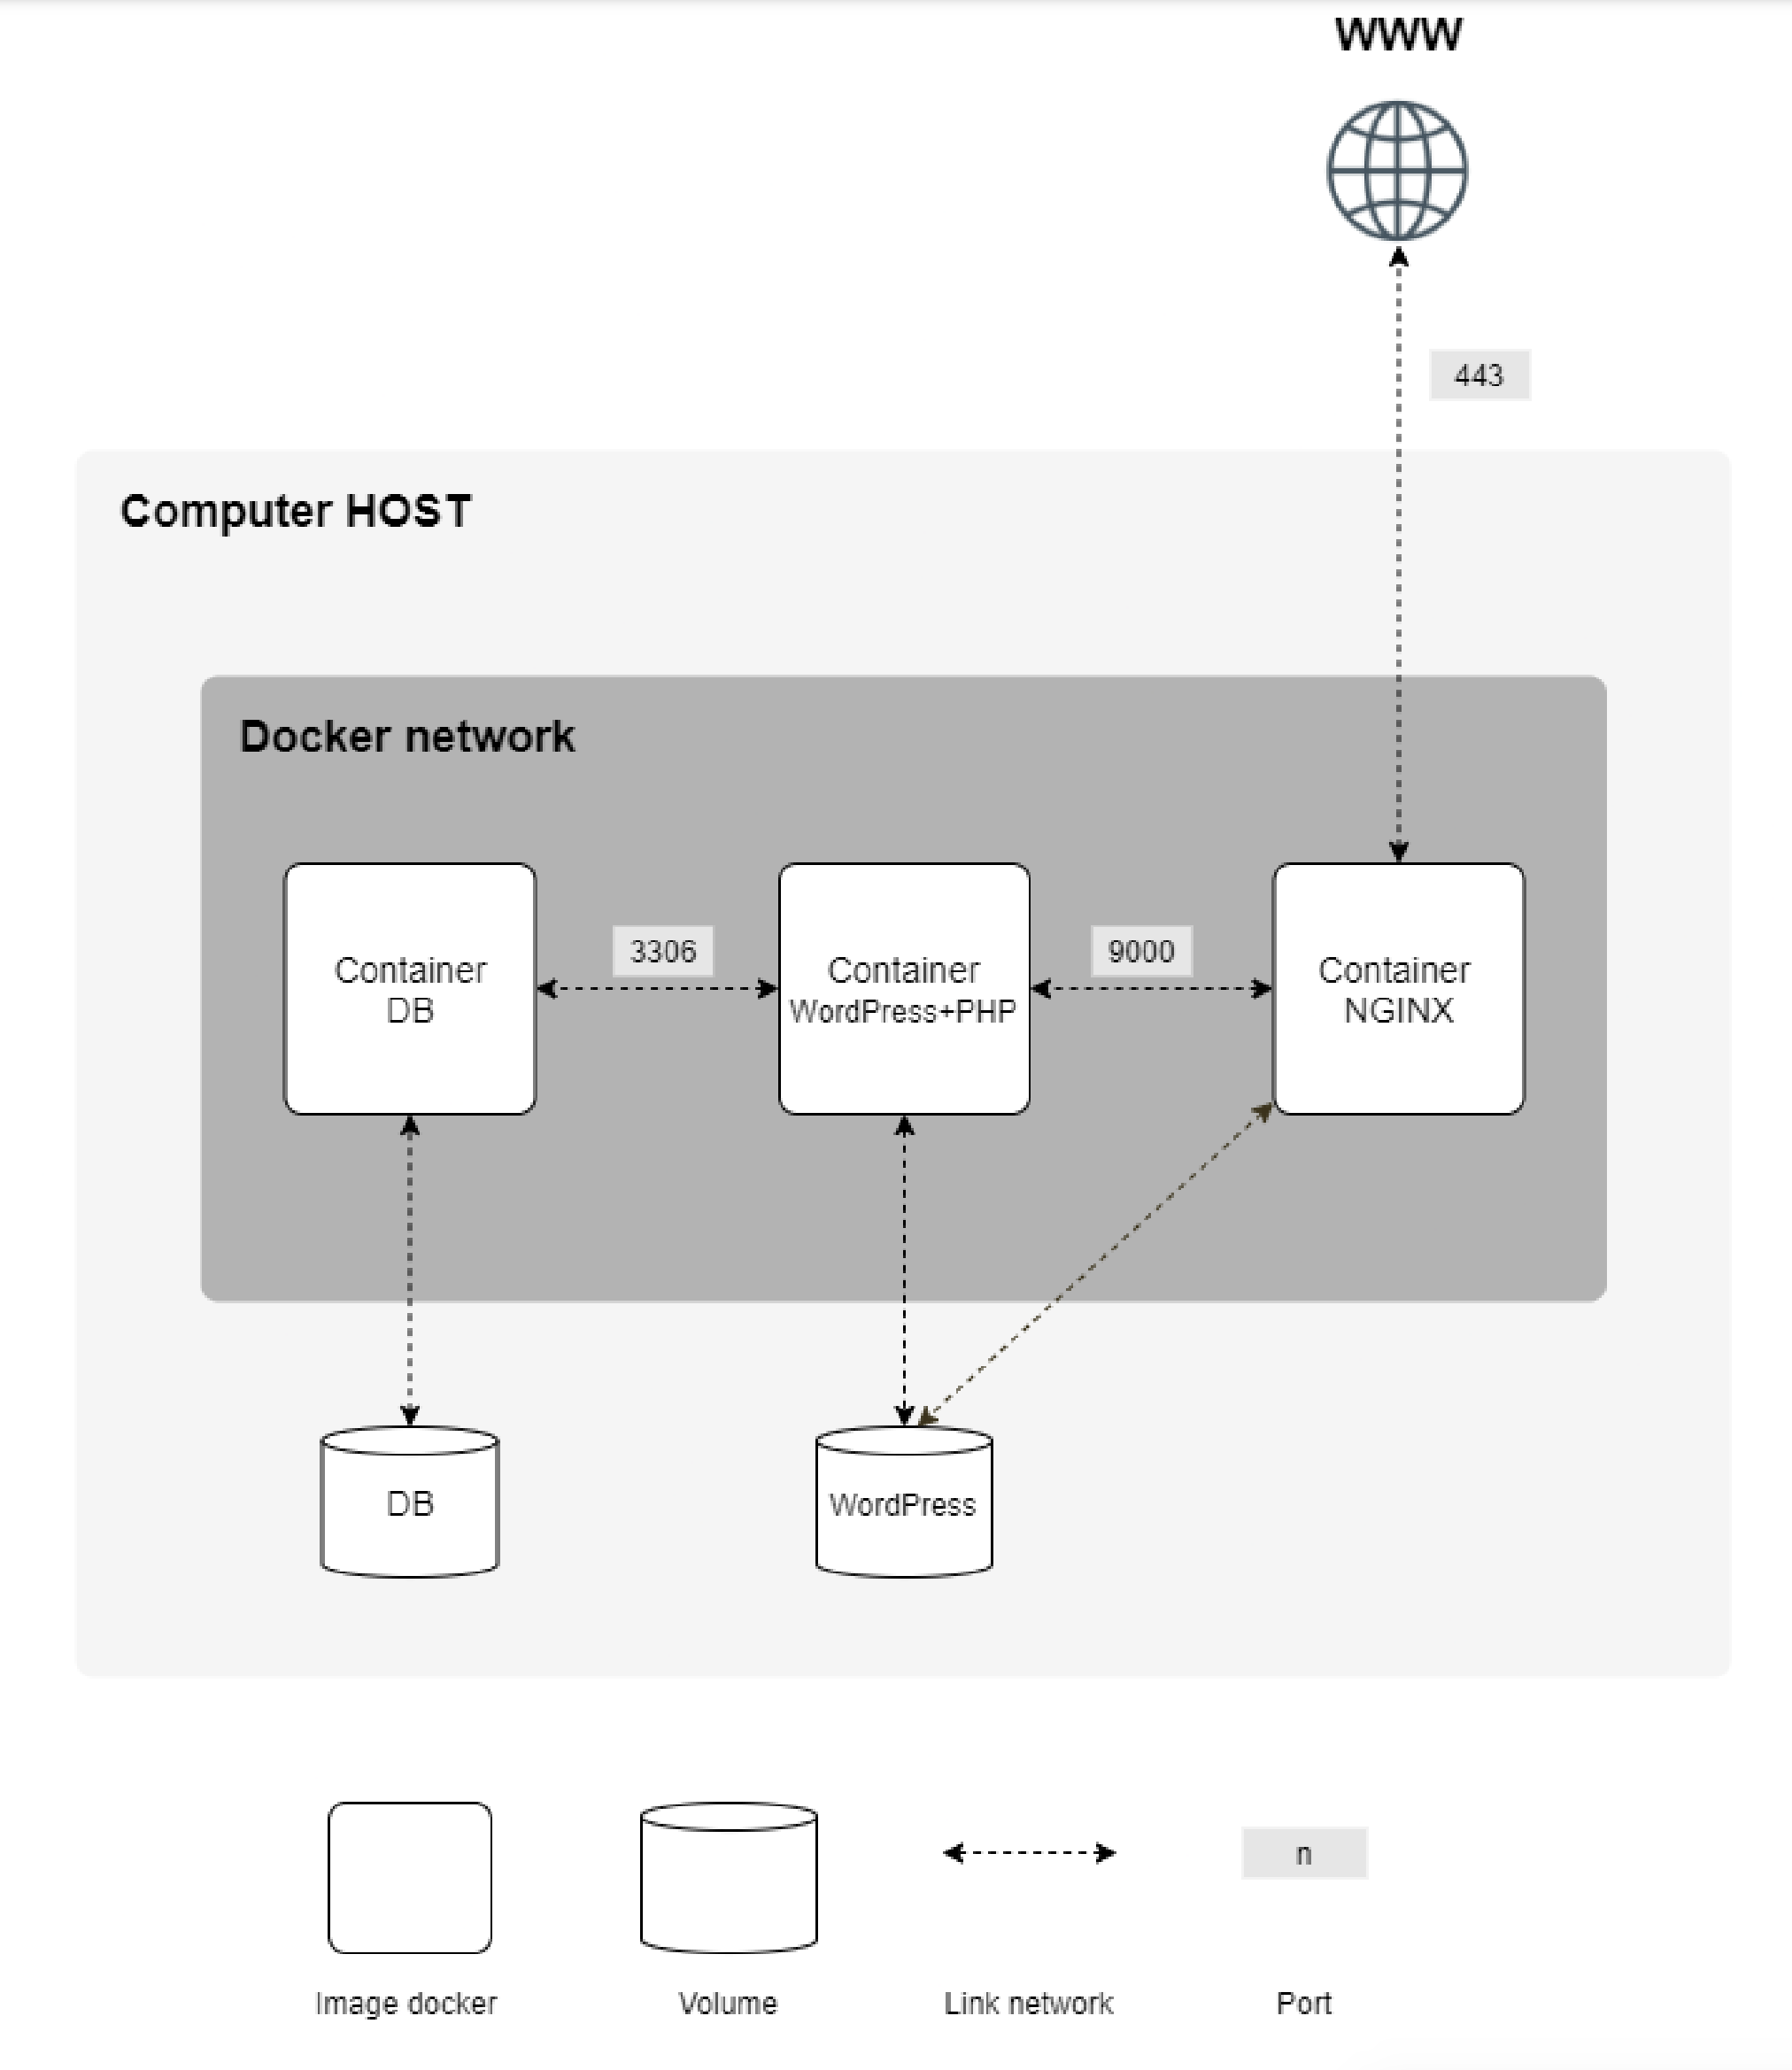 WWW
443
Computer HOST
Docker network
Container
DB
3306
Container
WordPress+PHP
9000
Container
NGINX
DB
WordPress
n
Image docker
Volume
Link network
Port